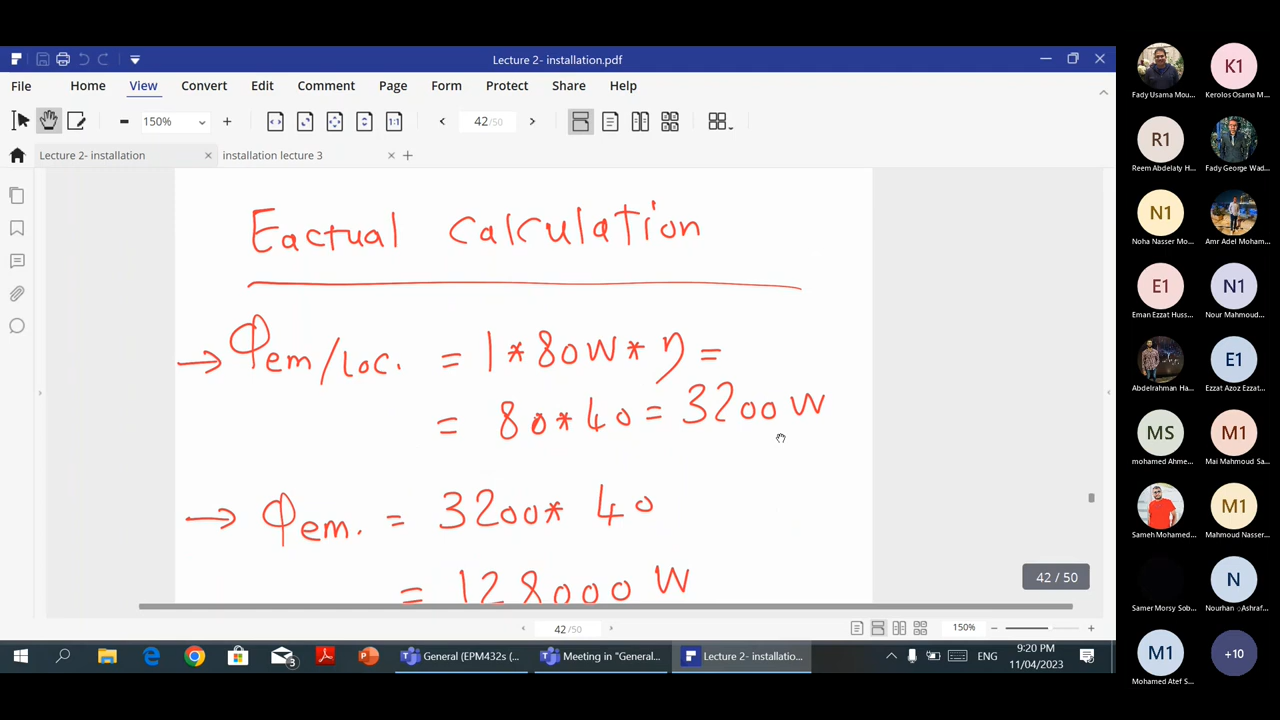 Lecture 2- installation.pdf
File Home View Convert Edit Comment Page Form Protect Share Help
150% 42/50 1:1
Lecture 2- installation installation lecture 3
Eactual Calculation
→ Φem/Loc. = 1*80W*η =
= 80*40 = 3200 W
→ Φem. = 3200* 40
= 128000 W
42 / 50
42 /50 150%
General (EPM432s (... Meeting in "General... Lecture 2- installatio... ENG 9:20 PM
3 11/04/2023
K1
Fady Usama Mou... Kerolos Osama M...
R1
Reem Abdelaty H... Fady George Wad...
N1
Noha Nasser Mo... Amr Adel Moham...
E1 N1
Eman Ezzat Huss... Nour Mahmoud...
E1
Abdelrahman Ha... Ezzat Azoz Ezzat...
MS M1
mohamed Ahme... Mai Mahmoud Sa...
M1
Sameh Mohamed... Mahmoud Nasser...
N
Samer Morsy Sob... Nourhan Ashraf...
M1 +10
Mohamed Atef S...